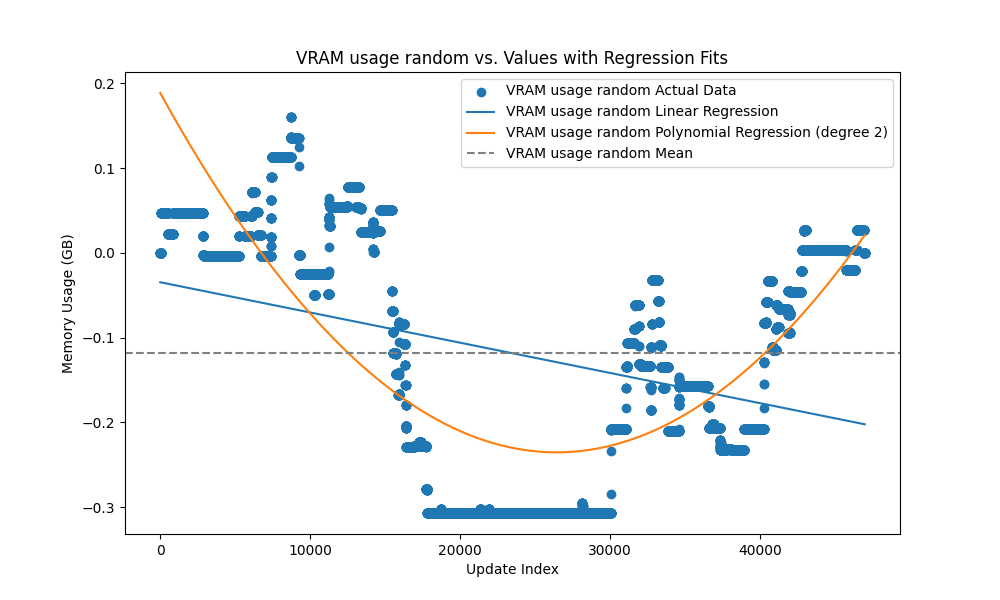 VRAM usage random vs. Values with Regression Fits
VRAM usage random Actual Data
VRAM usage random Linear Regression
VRAM usage random Polynomial Regression (degree 2)
VRAM usage random Mean
Memory Usage (GB)
0.2
0.1
0.0
−0.1
−0.2
−0.3
0 10000 20000 30000 40000
Update Index